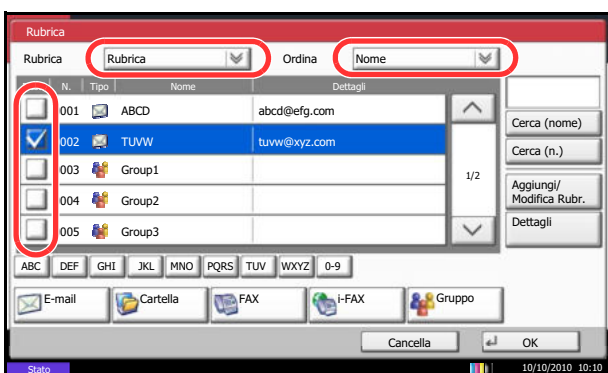 Rubrica
Rubrica Rubrica Ordina Nome
N. Tipo Nome Dettagli
001 ABCD abcd@efg.com
002 TUVW tuvw@xyz.com
003 Group1
004 Group2
005 Group3
1/2
Cerca (nome)
Cerca (n.)
Aggiungi/
Modifica Rubr.
Dettagli
ABC DEF GHI JKL MNO PQRS TUV WXYZ 0-9
E-mail Cartella FAX i-FAX Gruppo
Cancella OK
Stato 10/10/2010 10:10